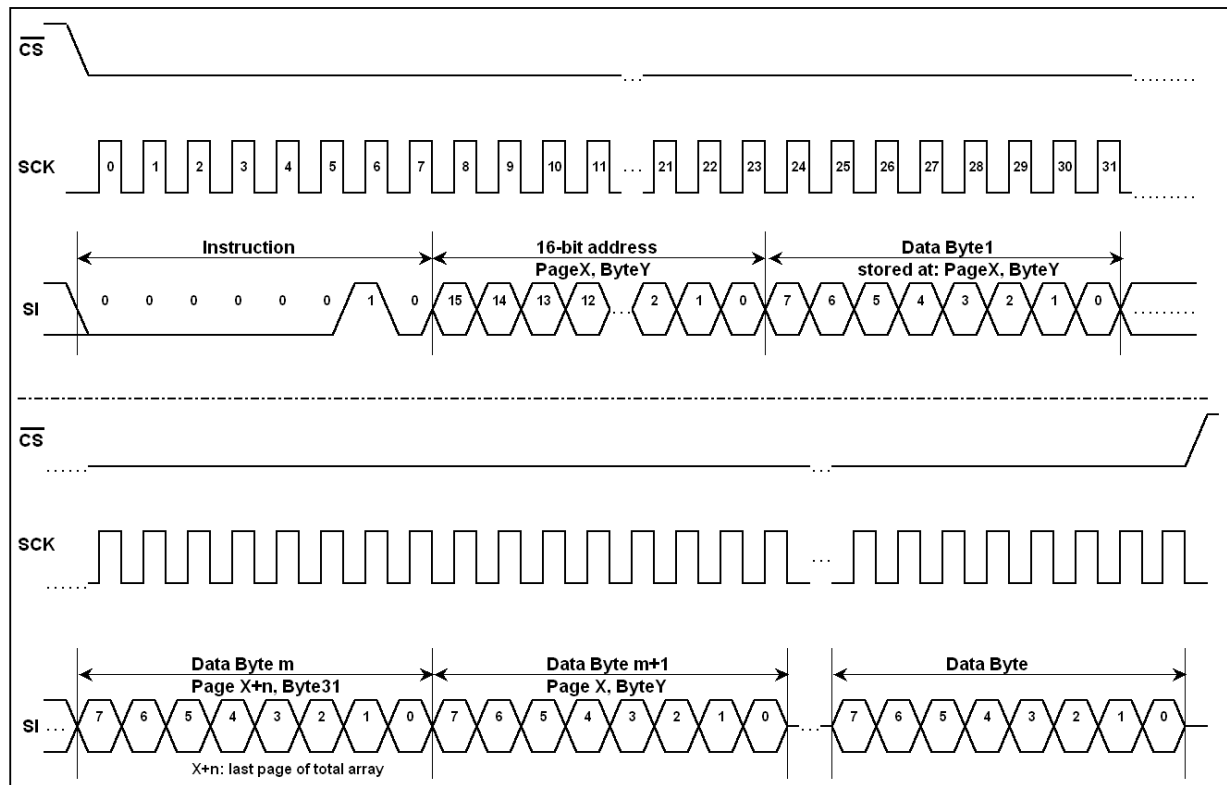 CS
...
.........
SCK
0 1 2 3 4 5 6 7 8 9 10 11 ... 21 22 23 24 25 26 27 28 29 30 31
.........
Instruction
16-bit address
PageX, ByteY
Data Byte1
stored at: PageX, ByteY
SI
0 0 0 0 0 0 1 0 15 14 13 12 ... 2 1 0 7 6 5 4 3 2 1 0 .........
CS
......
...
SCK
......
...
Data Byte m
Page X+n, Byte31
Data Byte m+1
Page X, ByteY
Data Byte
SI ... 7 6 5 4 3 2 1 0 7 6 5 4 3 2 1 0 ... 7 6 5 4 3 2 1 0
X+n: last page of total array